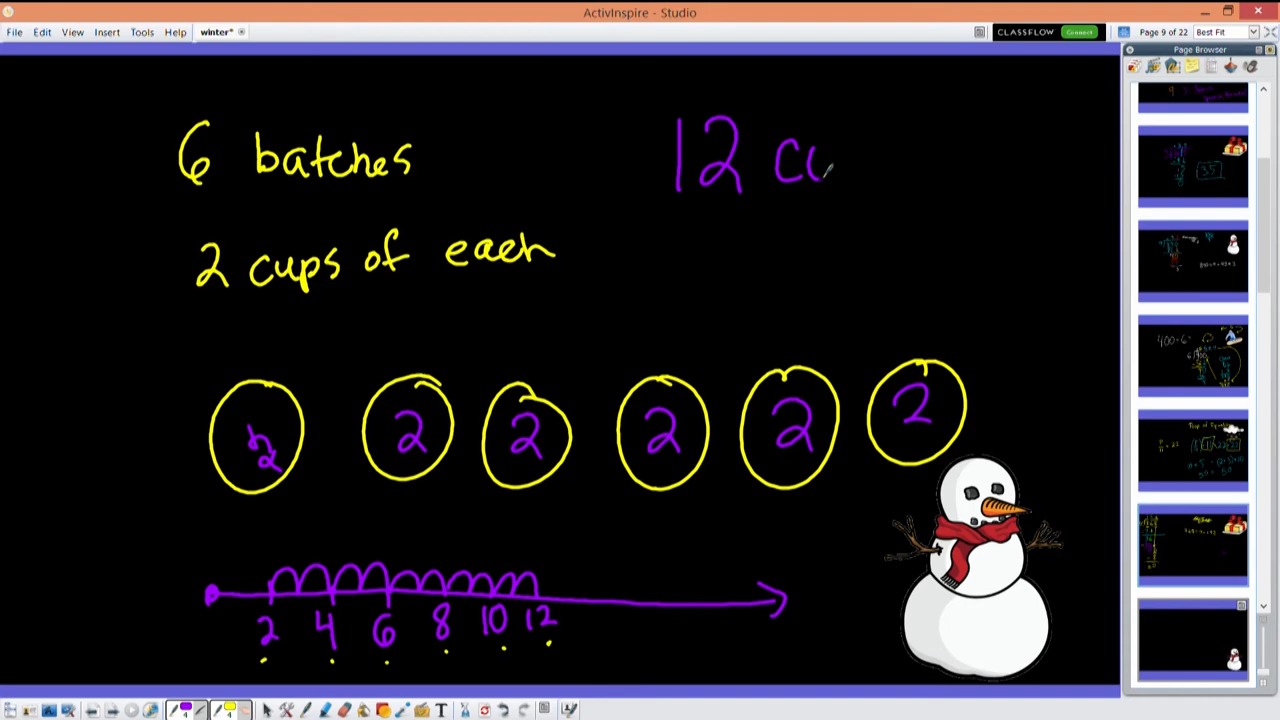 ActivInspire - Studio
File Edit View Insert Tools Help winter* CLASSFLOW Connect Page 9 of 22 Best Fit
Page Browser
6 batches
12 cu
2 cups of each
2 2 2 2 2 2
2 4 6 8 10 12
4 4 T